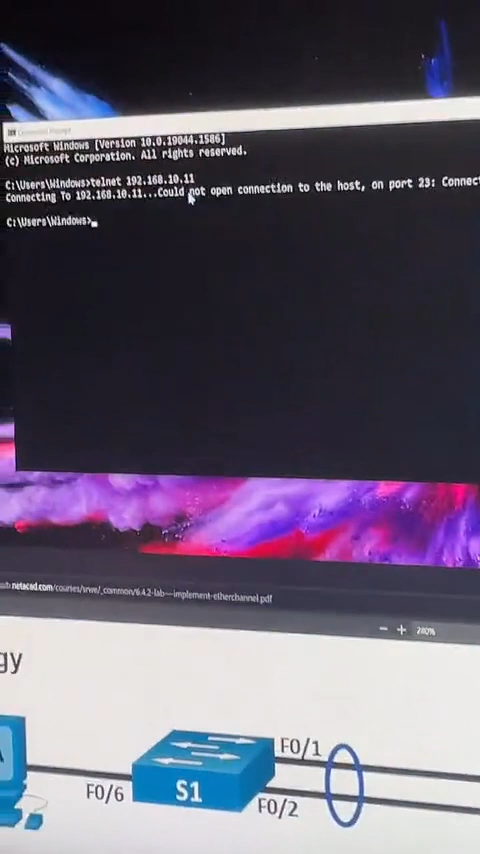 Microsoft Windows [Version 10.0.19044.1586]
(c) Microsoft Corporation. All rights reserved.
C:\Users\Windows>telnet 192.168.10.11
Connecting To 192.168.10.11...Could not open connection to the host, on port 23: Connec
C:\Users\Windows>
netacad.com/courses/srwe/_common/6.4.2-lab---implement-etherchannel.pdf
− + 280%
gy
F0/1
F0/6
S1
F0/2